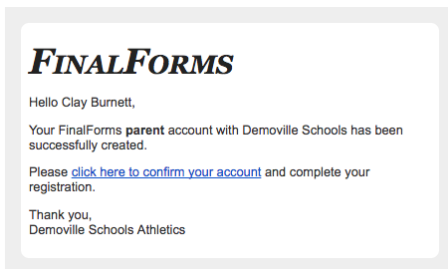 FINALFORMS
Hello Clay Burnett,
Your FinalForms parent account with Demoville Schools has been
successfully created.
Please click here to confirm your account and complete your
registration.
Thank you,
Demoville Schools Athletics